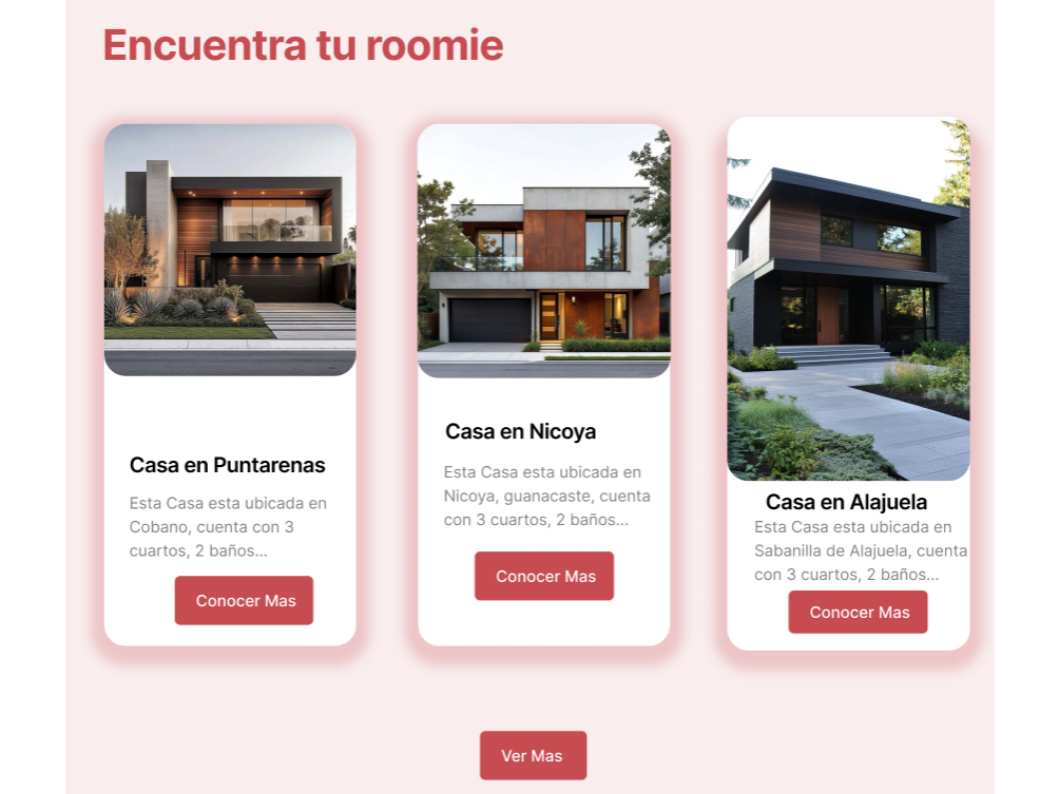 Encuentra tu roomie
Casa en Puntarenas
Esta Casa esta ubicada en
Cobano, cuenta con 3
cuartos, 2 baños...
Conocer Mas
Casa en Nicoya
Esta Casa esta ubicada en
Nicoya, guanacaste, cuenta
con 3 cuartos, 2 baños...
Conocer Mas
Casa en Alajuela
Esta Casa esta ubicada en
Sabanilla de Alajuela, cuenta
con 3 cuartos, 2 baños...
Conocer Mas
Ver Mas